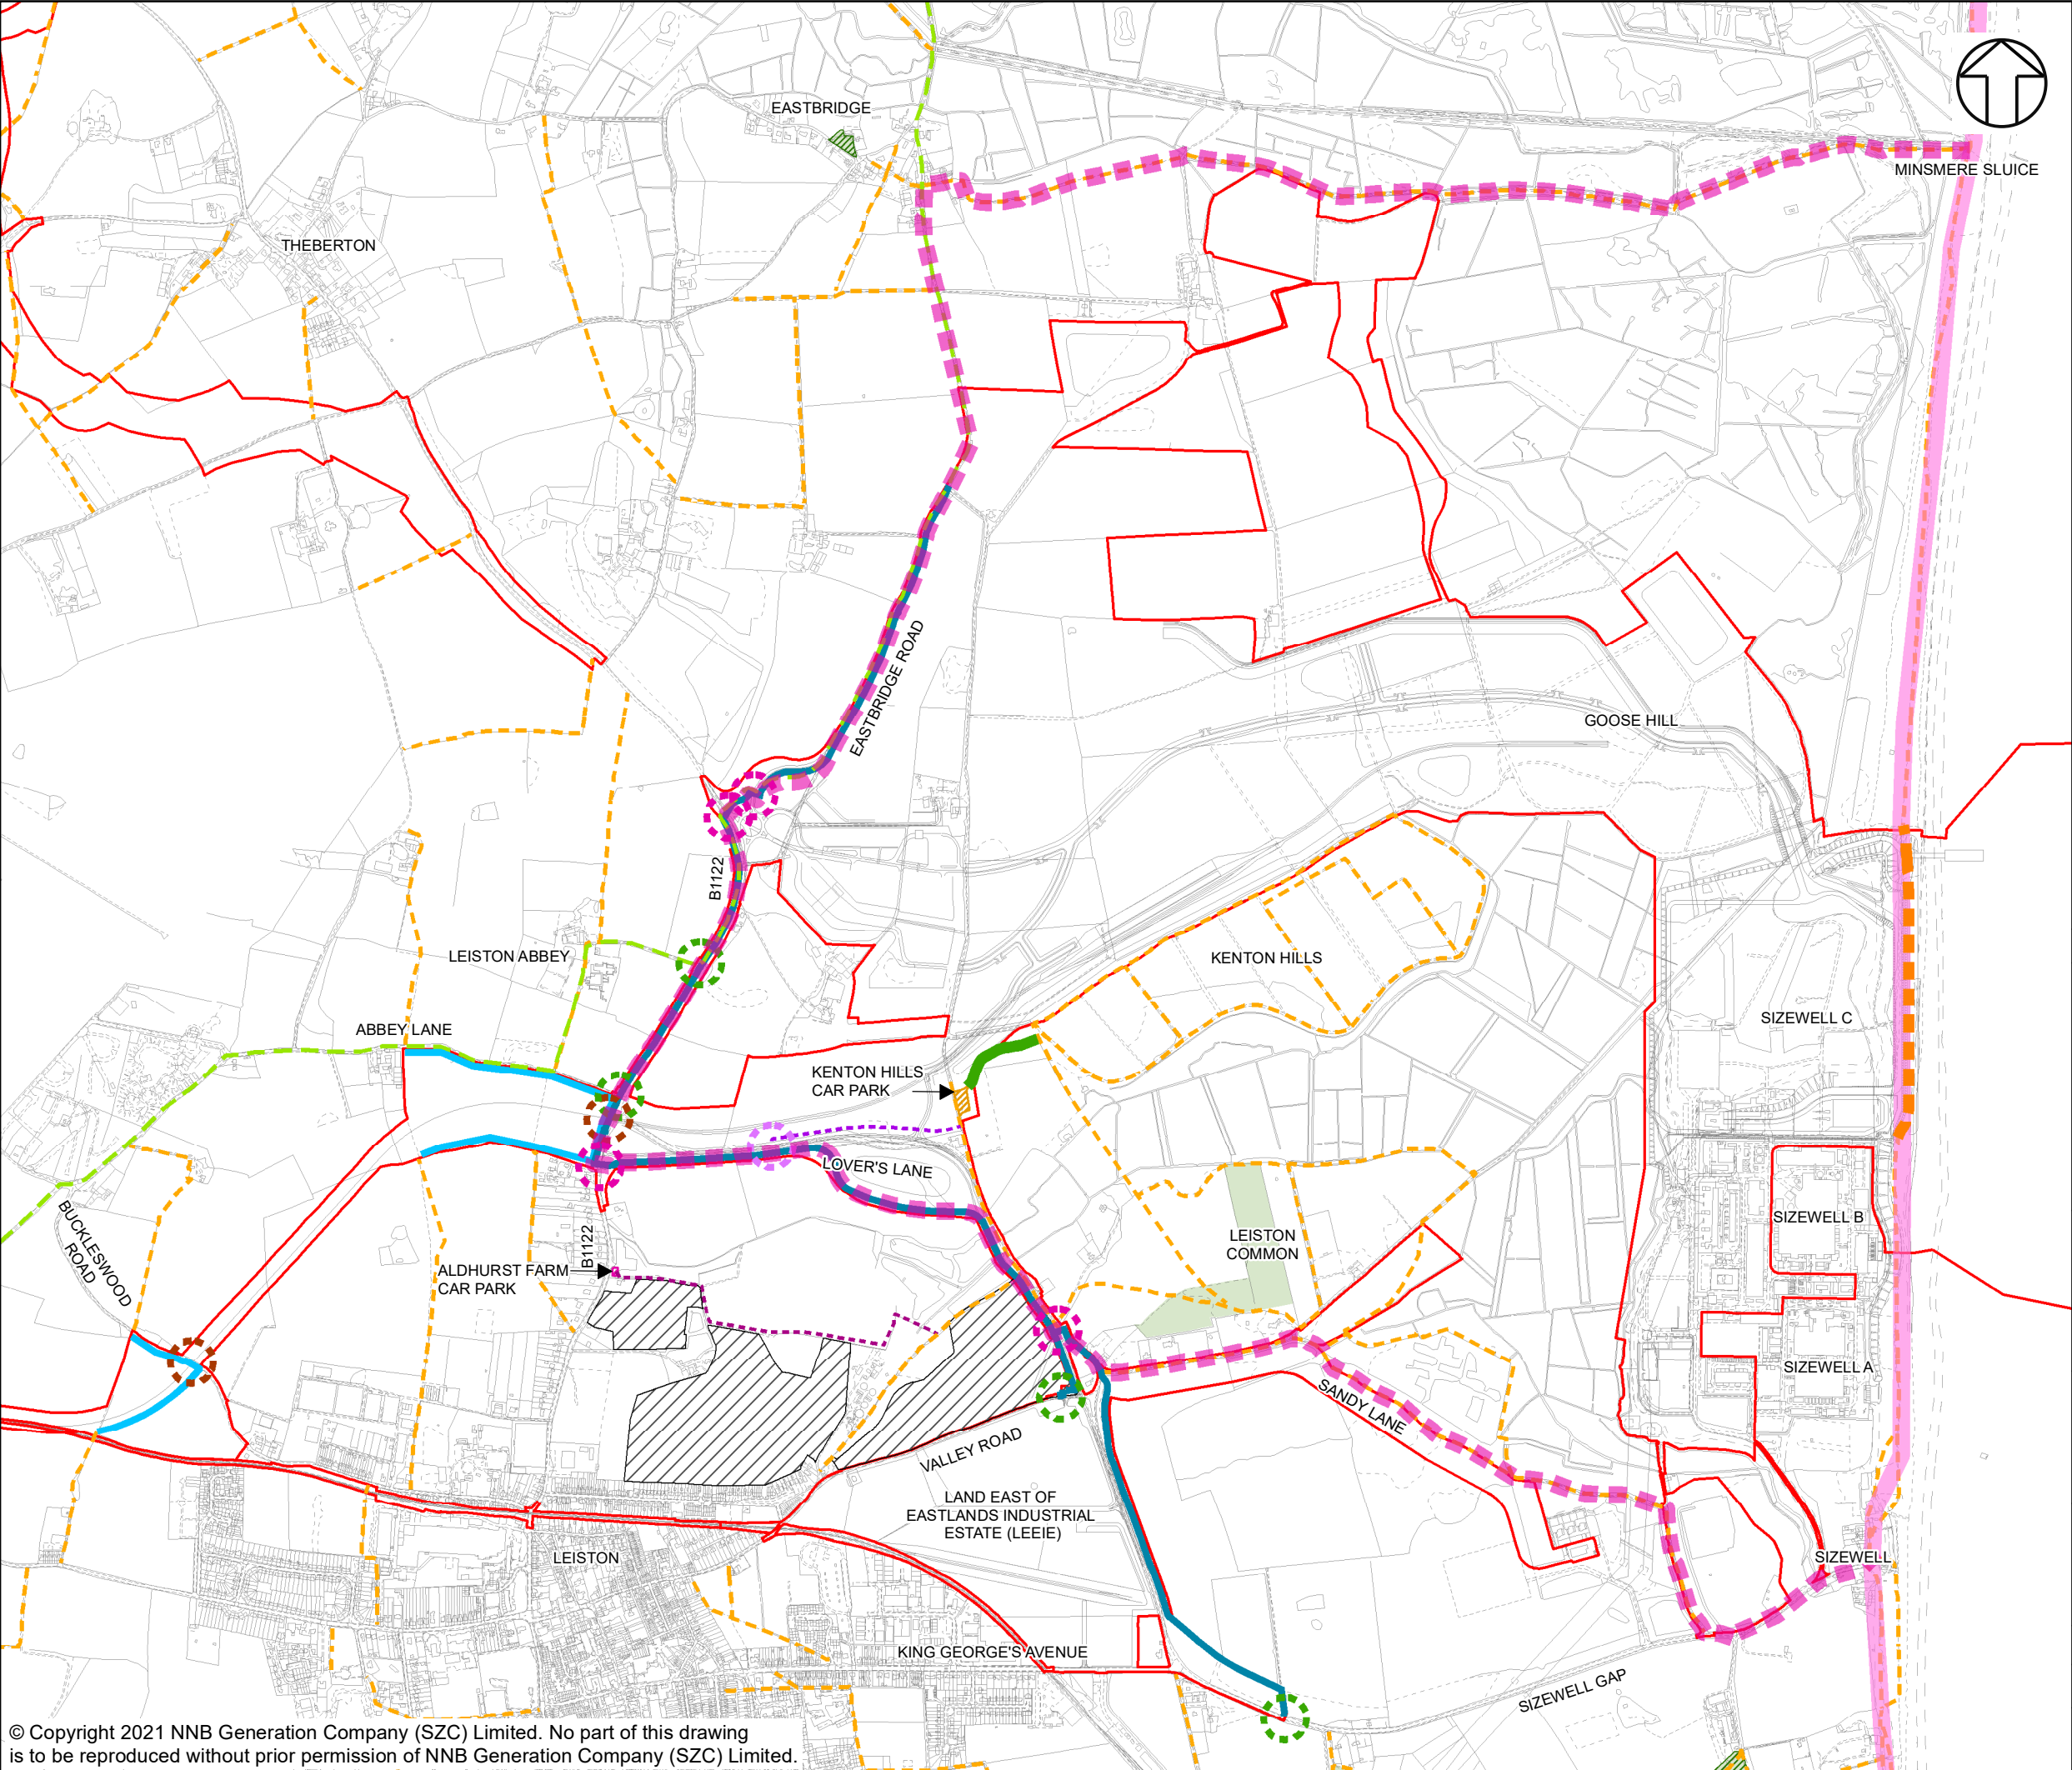 EASTBRIDGE
MINSMERE SLUICE
THEBERTON
EASTBRIDGE ROAD
GOOSE HILL
B1122
LEISTON ABBEY
KENTON HILLS
SIZEWELL C
ABBEY LANE
KENTON HILLS
CAR PARK
LOVER'S LANE
BUCKLESWOOD
ROAD
B1122
LEISTON
COMMON
SIZEWELL B
ALDHURST FARM
CAR PARK
SIZEWELL A
SANDY LANE
VALLEY ROAD
LAND EAST OF
EASTLANDS INDUSTRIAL
ESTATE (LEEIE)
LEISTON
SIZEWELL
KING GEORGE'S AVENUE
SIZEWELL GAP
© Copyright 2021 NNB Generation Company (SZC) Limited. No part of this drawing
is to be reproduced without prior permission of NNB Generation Company (SZC) Limited.